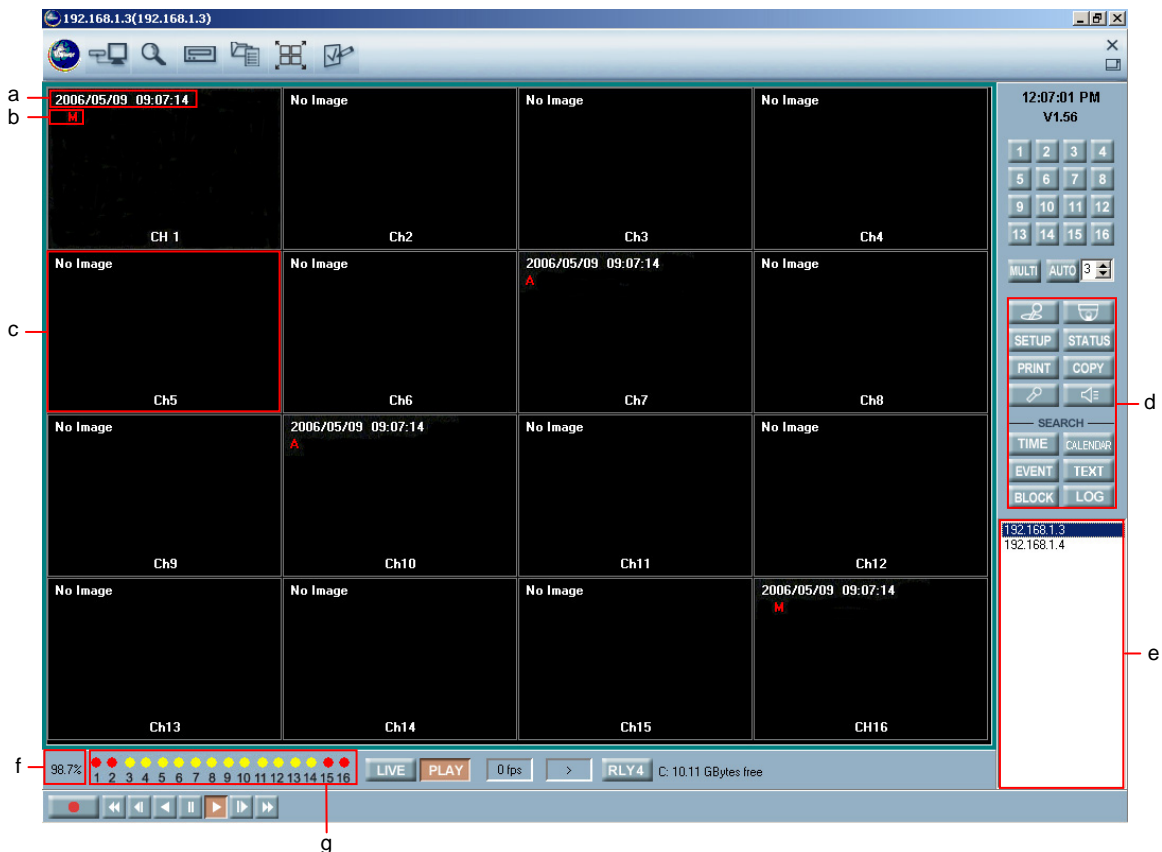 192.168.1.3(192.168.1.3)
a
2006/05/09 09:07:14
No Image
No Image
No Image
12:07:01 PM
b
M
V1.56
1 2 3 4
5 6 7 8
9 10 11 12
CH 1
Ch2
Ch3
Ch4
13 14 15 16
No Image
No Image
2006/05/09 09:07:14
No Image
MULTI AUTO 3
A
c
SETUP STATUS
PRINT COPY
Ch5
Ch6
Ch7
Ch8
d
No Image
2006/05/09 09:07:14
No Image
No Image
SEARCH
A
TIME CALENDAR
EVENT TEXT
BLOCK LOG
192.168.1.3
192.168.1.4
Ch9
Ch10
Ch11
Ch12
No Image
No Image
No Image
2006/05/09 09:07:14
M
e
Ch13
Ch14
Ch15
CH16
f
98.7%
1 2 3 4 5 6 7 8 9 10 11 12 13 14 15 16
LIVE PLAY 0 fps > RLY4 C: 10.11 GBytes free
g